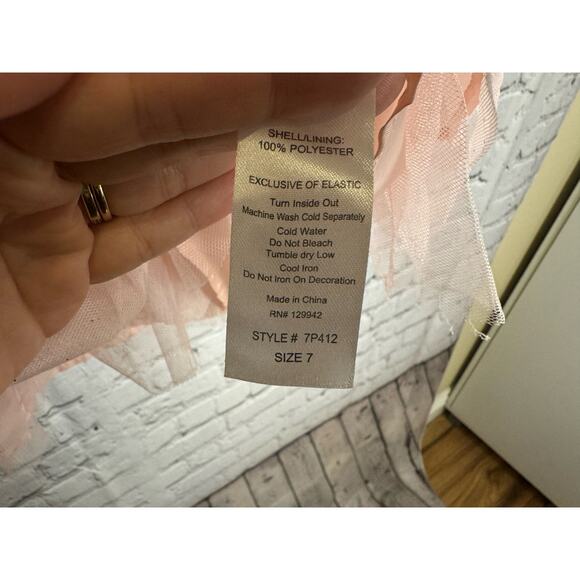 SHELL/LINING:
100% POLYESTER
EXCLUSIVE OF ELASTIC
Turn Inside Out
Machine Wash Cold Separately
Cold Water
Do Not Bleach
Tumble dry Low
Cool Iron
Do Not Iron On Decoration
Made in China
RN# 129942
STYLE # 7P412
SIZE 7